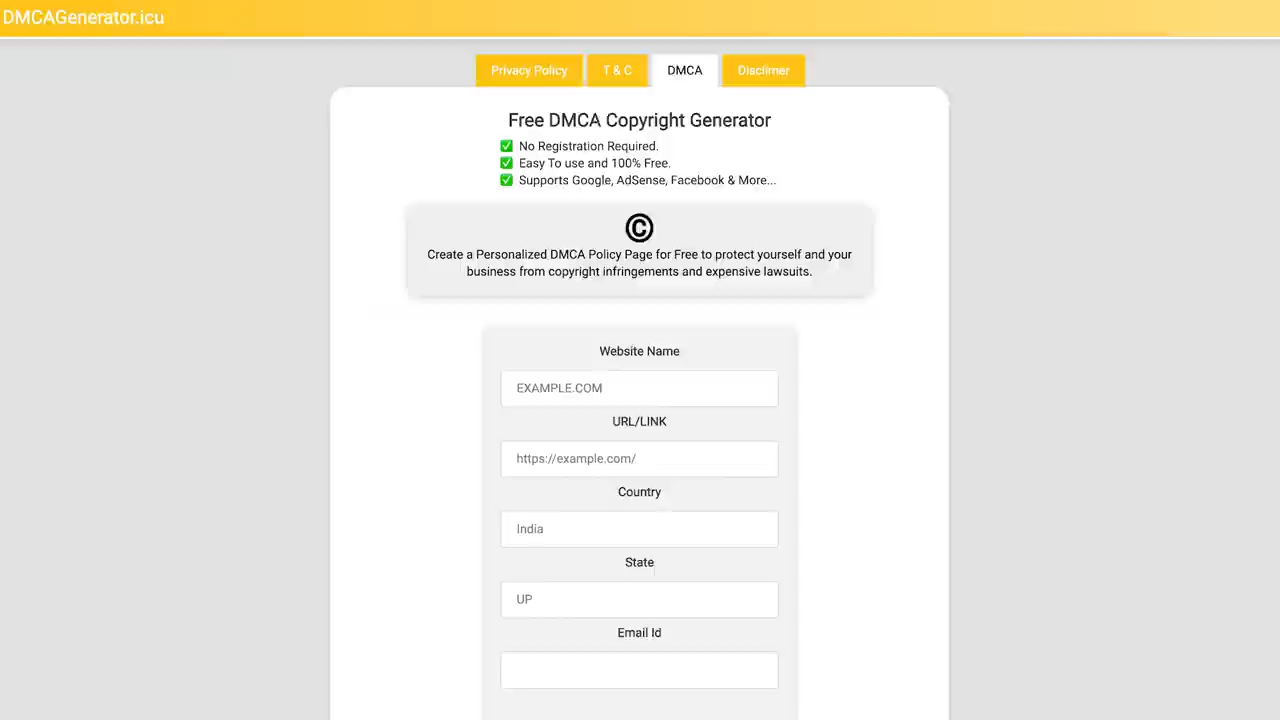 DMCAGenerator.icu
Privacy Policy
T & C
DMCA
Disclimer
Free DMCA Copyright Generator
✅ No Registration Required.
✅ Easy To use and 100% Free.
✅ Supports Google, AdSense, Facebook & More...
©
Create a Personalized DMCA Policy Page for Free to protect yourself and your
business from copyright infringements and expensive lawsuits.
Website Name
EXAMPLE.COM
URL/LINK
https://example.com/
Country
India
State
UP
Email Id